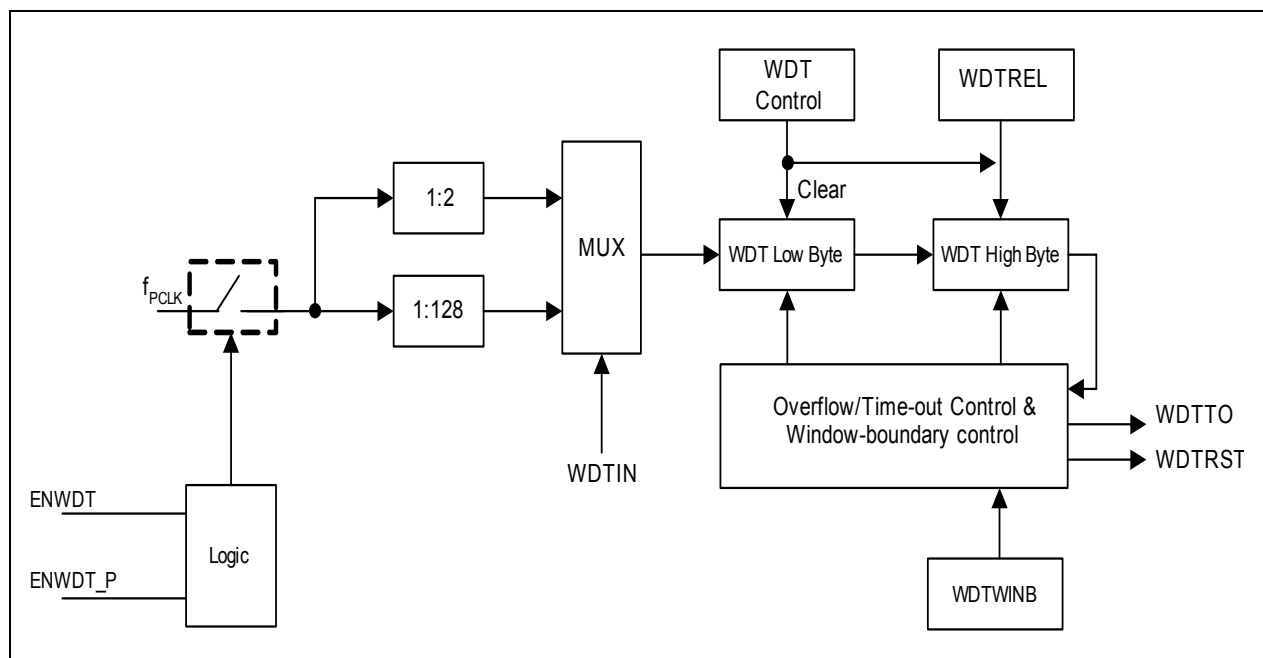 WDT
Control
WDTREL
1:2
Clear
MUX
WDT Low Byte
WDT High Byte
fPCLK
1:128
Overflow/Time-out Control &
Window-boundary control
WDTTO
WDTRST
WDTIN
ENWDT
Logic
ENWDT_P
WDTWINB